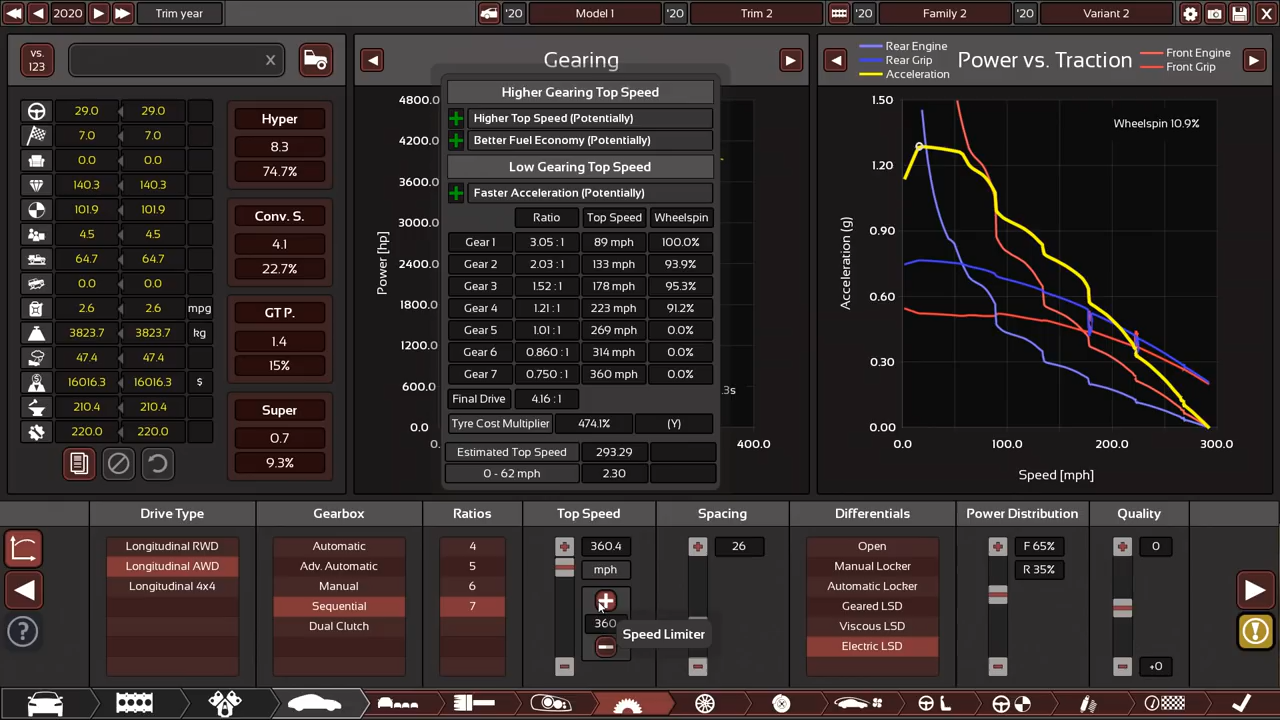 2020
Trim year
'20
Model 1
'20
Trim 2
'20
Family 2
'20
Variant 2
vs.
123
x
29.0 29.0
7.0 7.0
0.0 0.0
140.3 140.3
101.9 101.9
4.5 4.5
64.7 64.7
0.0 0.0
2.6 2.6 mpg
3823.7 3823.7 kg
47.4 47.4
16016.3 16016.3 $
210.4 210.4
220.0 220.0
Hyper
8.3
74.7%
Conv. S.
4.1
22.7%
GT P.
1.4
15%
Super
0.7
9.3%
Gearing
4800.0
4200.0
3600.0
3000.0
2400.0
1800.0
1200.0
600.0
0.0
Power [hp]
0.
400.0
.3s
Higher Gearing Top Speed
Higher Top Speed (Potentially)
Better Fuel Economy (Potentially)
Low Gearing Top Speed
Faster Acceleration (Potentially)
Ratio Top Speed Wheelspin
Gear 1 3.05 : 1 89 mph 100.0%
Gear 2 2.03 : 1 133 mph 93.9%
Gear 3 1.52 : 1 178 mph 95.3%
Gear 4 1.21 : 1 223 mph 91.2%
Gear 5 1.01 : 1 269 mph 0.0%
Gear 6 0.860 : 1 314 mph 0.0%
Gear 7 0.750 : 1 360 mph 0.0%
Final Drive 4.16 : 1
Tyre Cost Multiplier 474.1% (Y)
Estimated Top Speed 293.29
0 - 62 mph 2.30
Rear Engine
Rear Grip
Acceleration
Power vs. Traction
Front Engine
Front Grip
Wheelspin 10.9%
1.50
1.20
0.90
0.60
0.30
0.00
Acceleration (g)
0.0 100.0 200.0 300.0
Speed [mph]
Drive Type
Longitudinal RWD
Longitudinal AWD
Longitudinal 4x4
Gearbox
Automatic
Adv. Automatic
Manual
Sequential
Dual Clutch
Ratios
4
5
6
7
Top Speed
360.4
mph
360
Speed Limiter
Spacing
26
Differentials
Open
Manual Locker
Automatic Locker
Geared LSD
Viscous LSD
Electric LSD
Power Distribution
F 65%
R 35%
Quality
0
+0